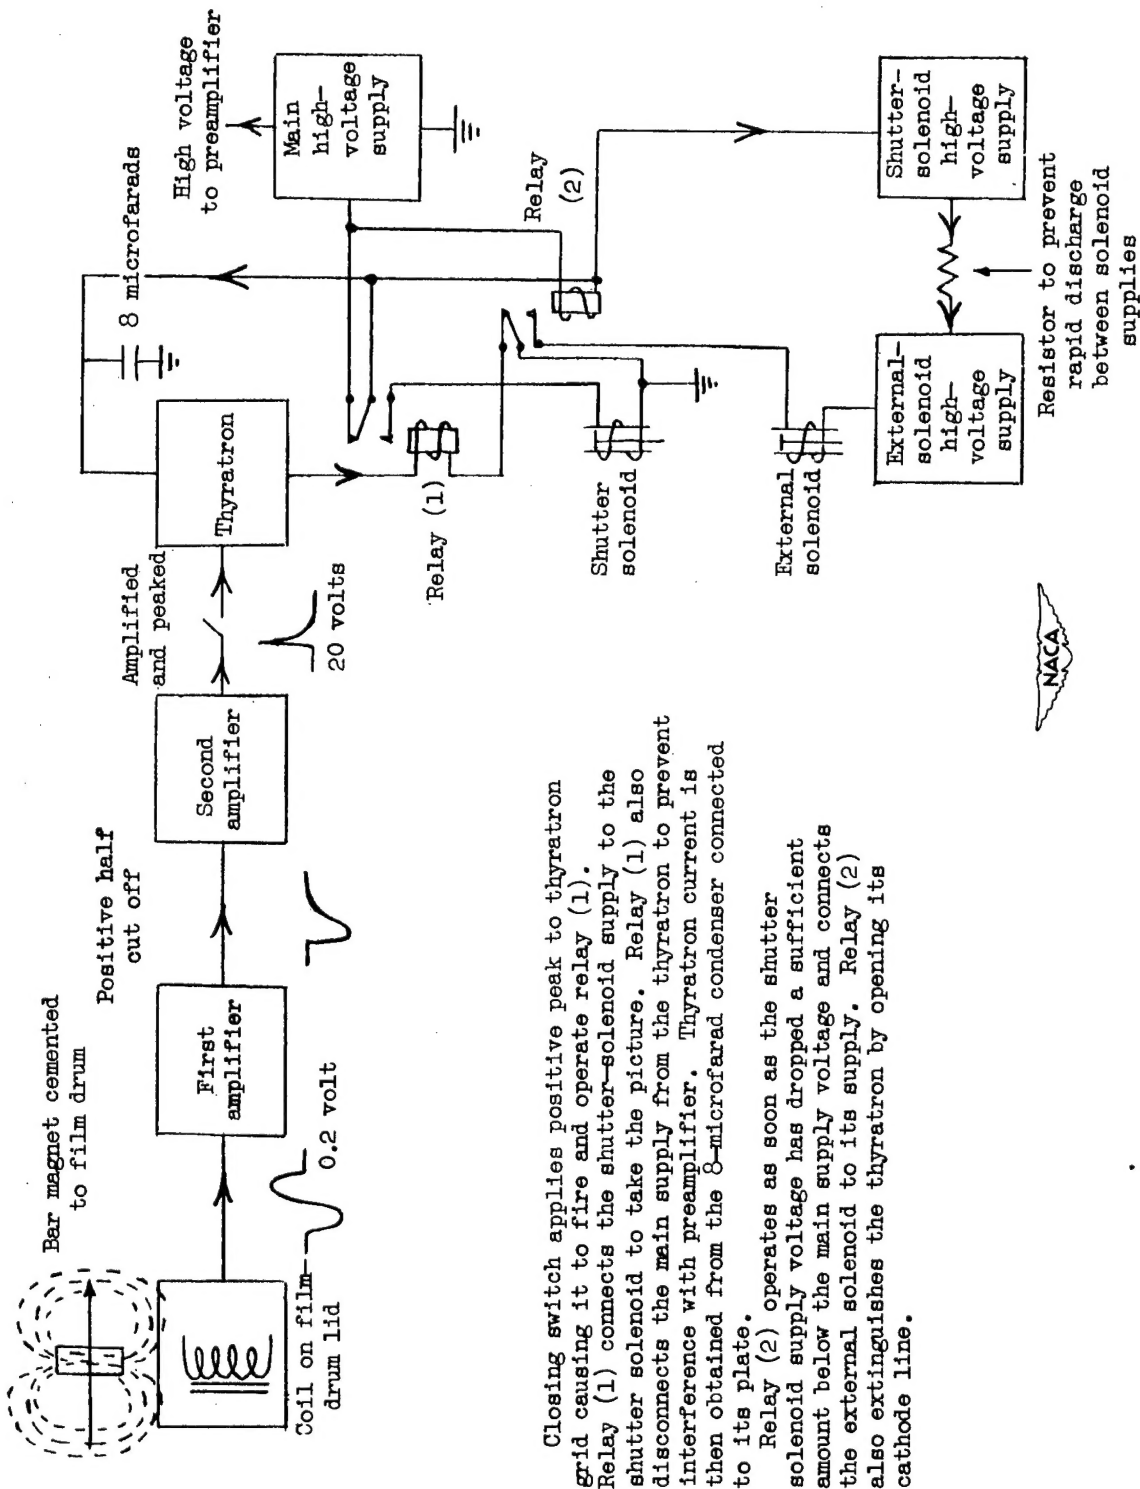 Bar magnet cemented
to film drum
Coil on film-
drum lid
0.2 volt
First
amplifier
Positive half
cut off
Second
amplifier
Amplified
and peaked
20 volts
Thyratron
8 microfarads
High voltage
to preamplifier
Main
high-
voltage
supply
Relay (1)
Relay
(2)
Shutter
solenoid
External
solenoid
External-
solenoid
high-
voltage
supply
Shutter-
solenoid
high-
voltage
supply
Resistor to prevent
rapid discharge
between solenoid
supplies
Closing switch applies positive peak to thyratron
grid causing it to fire and operate relay (1).
Relay (1) connects the shutter-solenoid supply to the
shutter solenoid to take the picture. Relay (1) also
disconnects the main supply from the thyratron to prevent
interference with preamplifier. Thyratron current is
then obtained from the 8-microfarad condenser connected
to its plate.
Relay (2) operates as soon as the shutter
solenoid supply voltage has dropped a sufficient
amount below the main supply voltage and connects
the external solenoid to its supply. Relay (2)
also extinguishes the thyratron by opening its
cathode line.
NACA